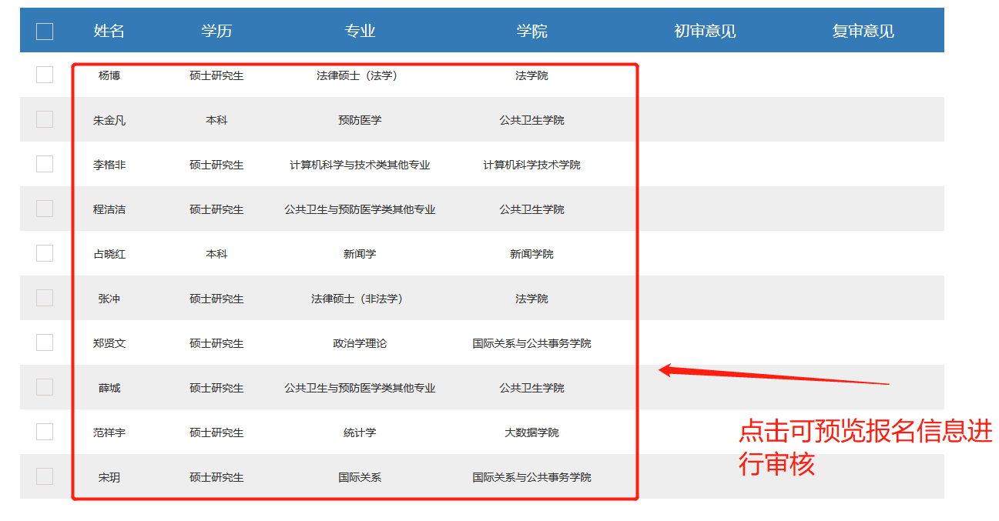 姓名 学历 专业 学院 初审意见 复审意见
杨博 硕士研究生 法律硕士（法学） 法学院
朱金凡 本科 预防医学 公共卫生学院
李格非 硕士研究生 计算机科学与技术类其他专业 计算机科学技术学院
程洁洁 硕士研究生 公共卫生与预防医学类其他专业 公共卫生学院
占晓红 本科 新闻学 新闻学院
张冲 硕士研究生 法律硕士（非法学） 法学院
郑贤文 硕士研究生 政治学理论 国际关系与公共事务学院
薛城 硕士研究生 公共卫生与预防医学类其他专业 公共卫生学院
范祥宇 硕士研究生 统计学 大数据学院
宋玥 硕士研究生 国际关系 国际关系与公共事务学院
点击可预览报名信息进
行审核